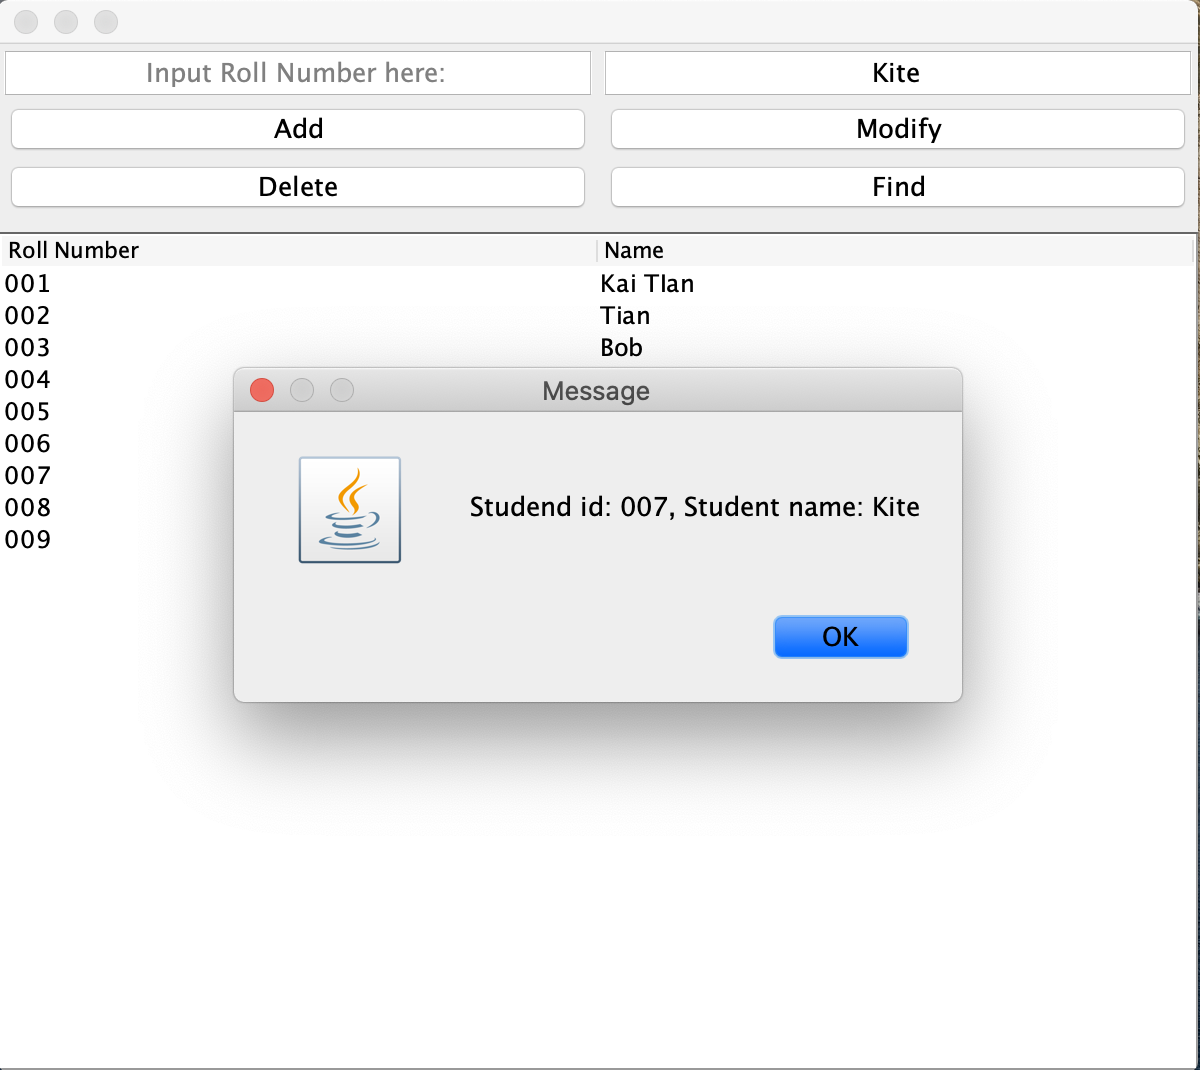 Input Roll Number here:
Kite
Add
Modify
Delete
Find
Roll Number Name
001 Kai TIan
002 Tian
003 Bob
004
005
006
007
008
009
Message
Studend id: 007, Student name: Kite
OK